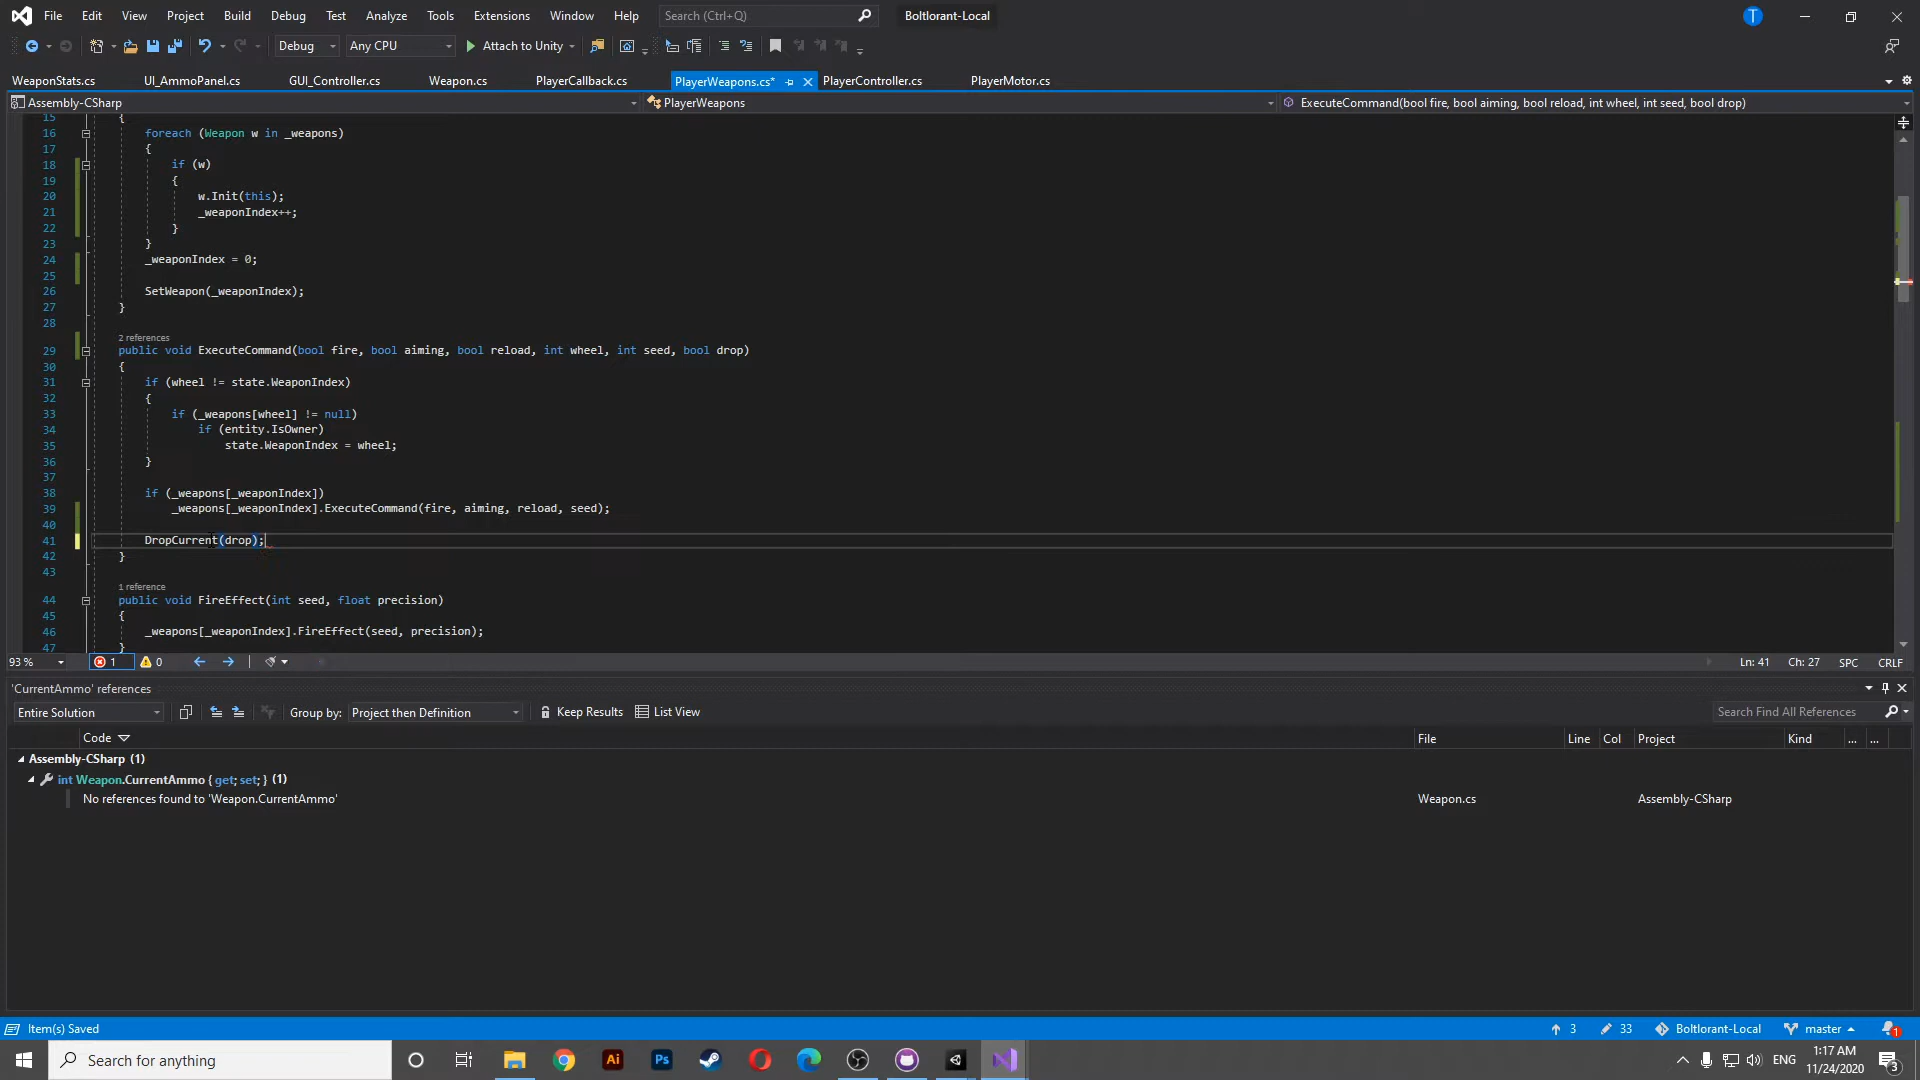 File Edit View Project Build Debug Test Analyze Tools Extensions Window Help Search (Ctrl+Q) Boltlorant-Local T
Debug Any CPU Attach to Unity
WeaponStats.cs UI_AmmoPanel.cs GUI_Controller.cs Weapon.cs PlayerCallback.cs PlayerWeapons.cs* PlayerController.cs PlayerMotor.cs
Assembly-CSharp PlayerWeapons ExecuteCommand(bool fire, bool aiming, bool reload, int wheel, int seed, bool drop)
15 {
16 foreach (Weapon w in _weapons)
17 {
18 if (w)
19 {
20 w.Init(this);
21 _weaponIndex++;
22 }
23 }
24 _weaponIndex = 0;
25
26 SetWeapon(_weaponIndex);
27 }
28
2 references
29 public void ExecuteCommand(bool fire, bool aiming, bool reload, int wheel, int seed, bool drop)
30 {
31 if (wheel != state.WeaponIndex)
32 {
33 if (_weapons[wheel] != null)
34 if (entity.IsOwner)
35 state.WeaponIndex = wheel;
36 }
37
38 if (_weapons[_weaponIndex])
39 _weapons[_weaponIndex].ExecuteCommand(fire, aiming, reload, seed);
40
41 DropCurrent(drop);
42 }
43
1 reference
44 public void FireEffect(int seed, float precision)
45 {
46 _weapons[_weaponIndex].FireEffect(seed, precision);
47 }
93 % 1 0 Ln: 41 Ch: 27 SPC CRLF
'CurrentAmmo' references
Entire Solution Group by: Project then Definition Keep Results List View Search Find All References
Code File Line Col Project Kind ... ...
Assembly-CSharp (1)
int Weapon.CurrentAmmo { get; set; } (1)
No references found to 'Weapon.CurrentAmmo' Weapon.cs Assembly-CSharp
Item(s) Saved 3 33 Boltlorant-Local master 1
Search for anything Ai Ps ENG 1:17 AM 3
11/24/2020